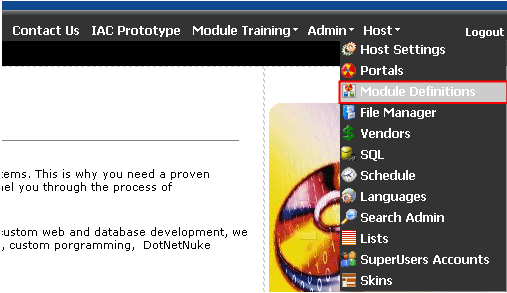 Contact Us IAC Prototype Module Training Admin Host Logout
Host Settings
Portals
Module Definitions
File Manager
Vendors
SQL
Schedule
Languages
Search Admin
Lists
SuperUsers Accounts
Skins
tems. This is why you need a proven
nel you through the process of
custom web and database development, we
, custom porgramming, DotNetNuke